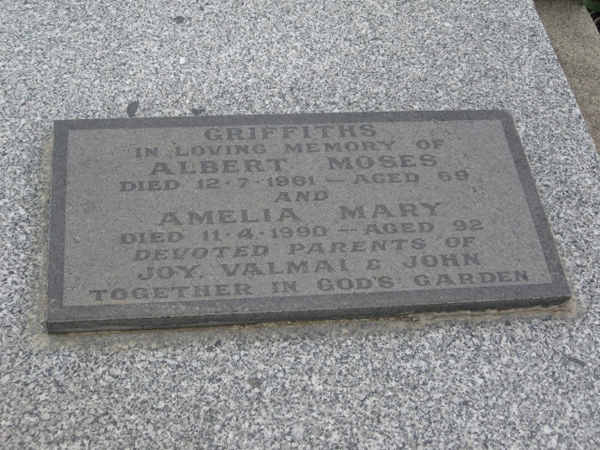 GRIFFITHS
IN LOVING MEMORY OF
ALBERT MOSES
DIED 12·7·1961 — AGED 69
AND
AMELIA MARY
DIED 11·4·1990 — AGED 92
DEVOTED PARENTS OF
JOY, VALMAI & JOHN
TOGETHER IN GOD'S GARDEN